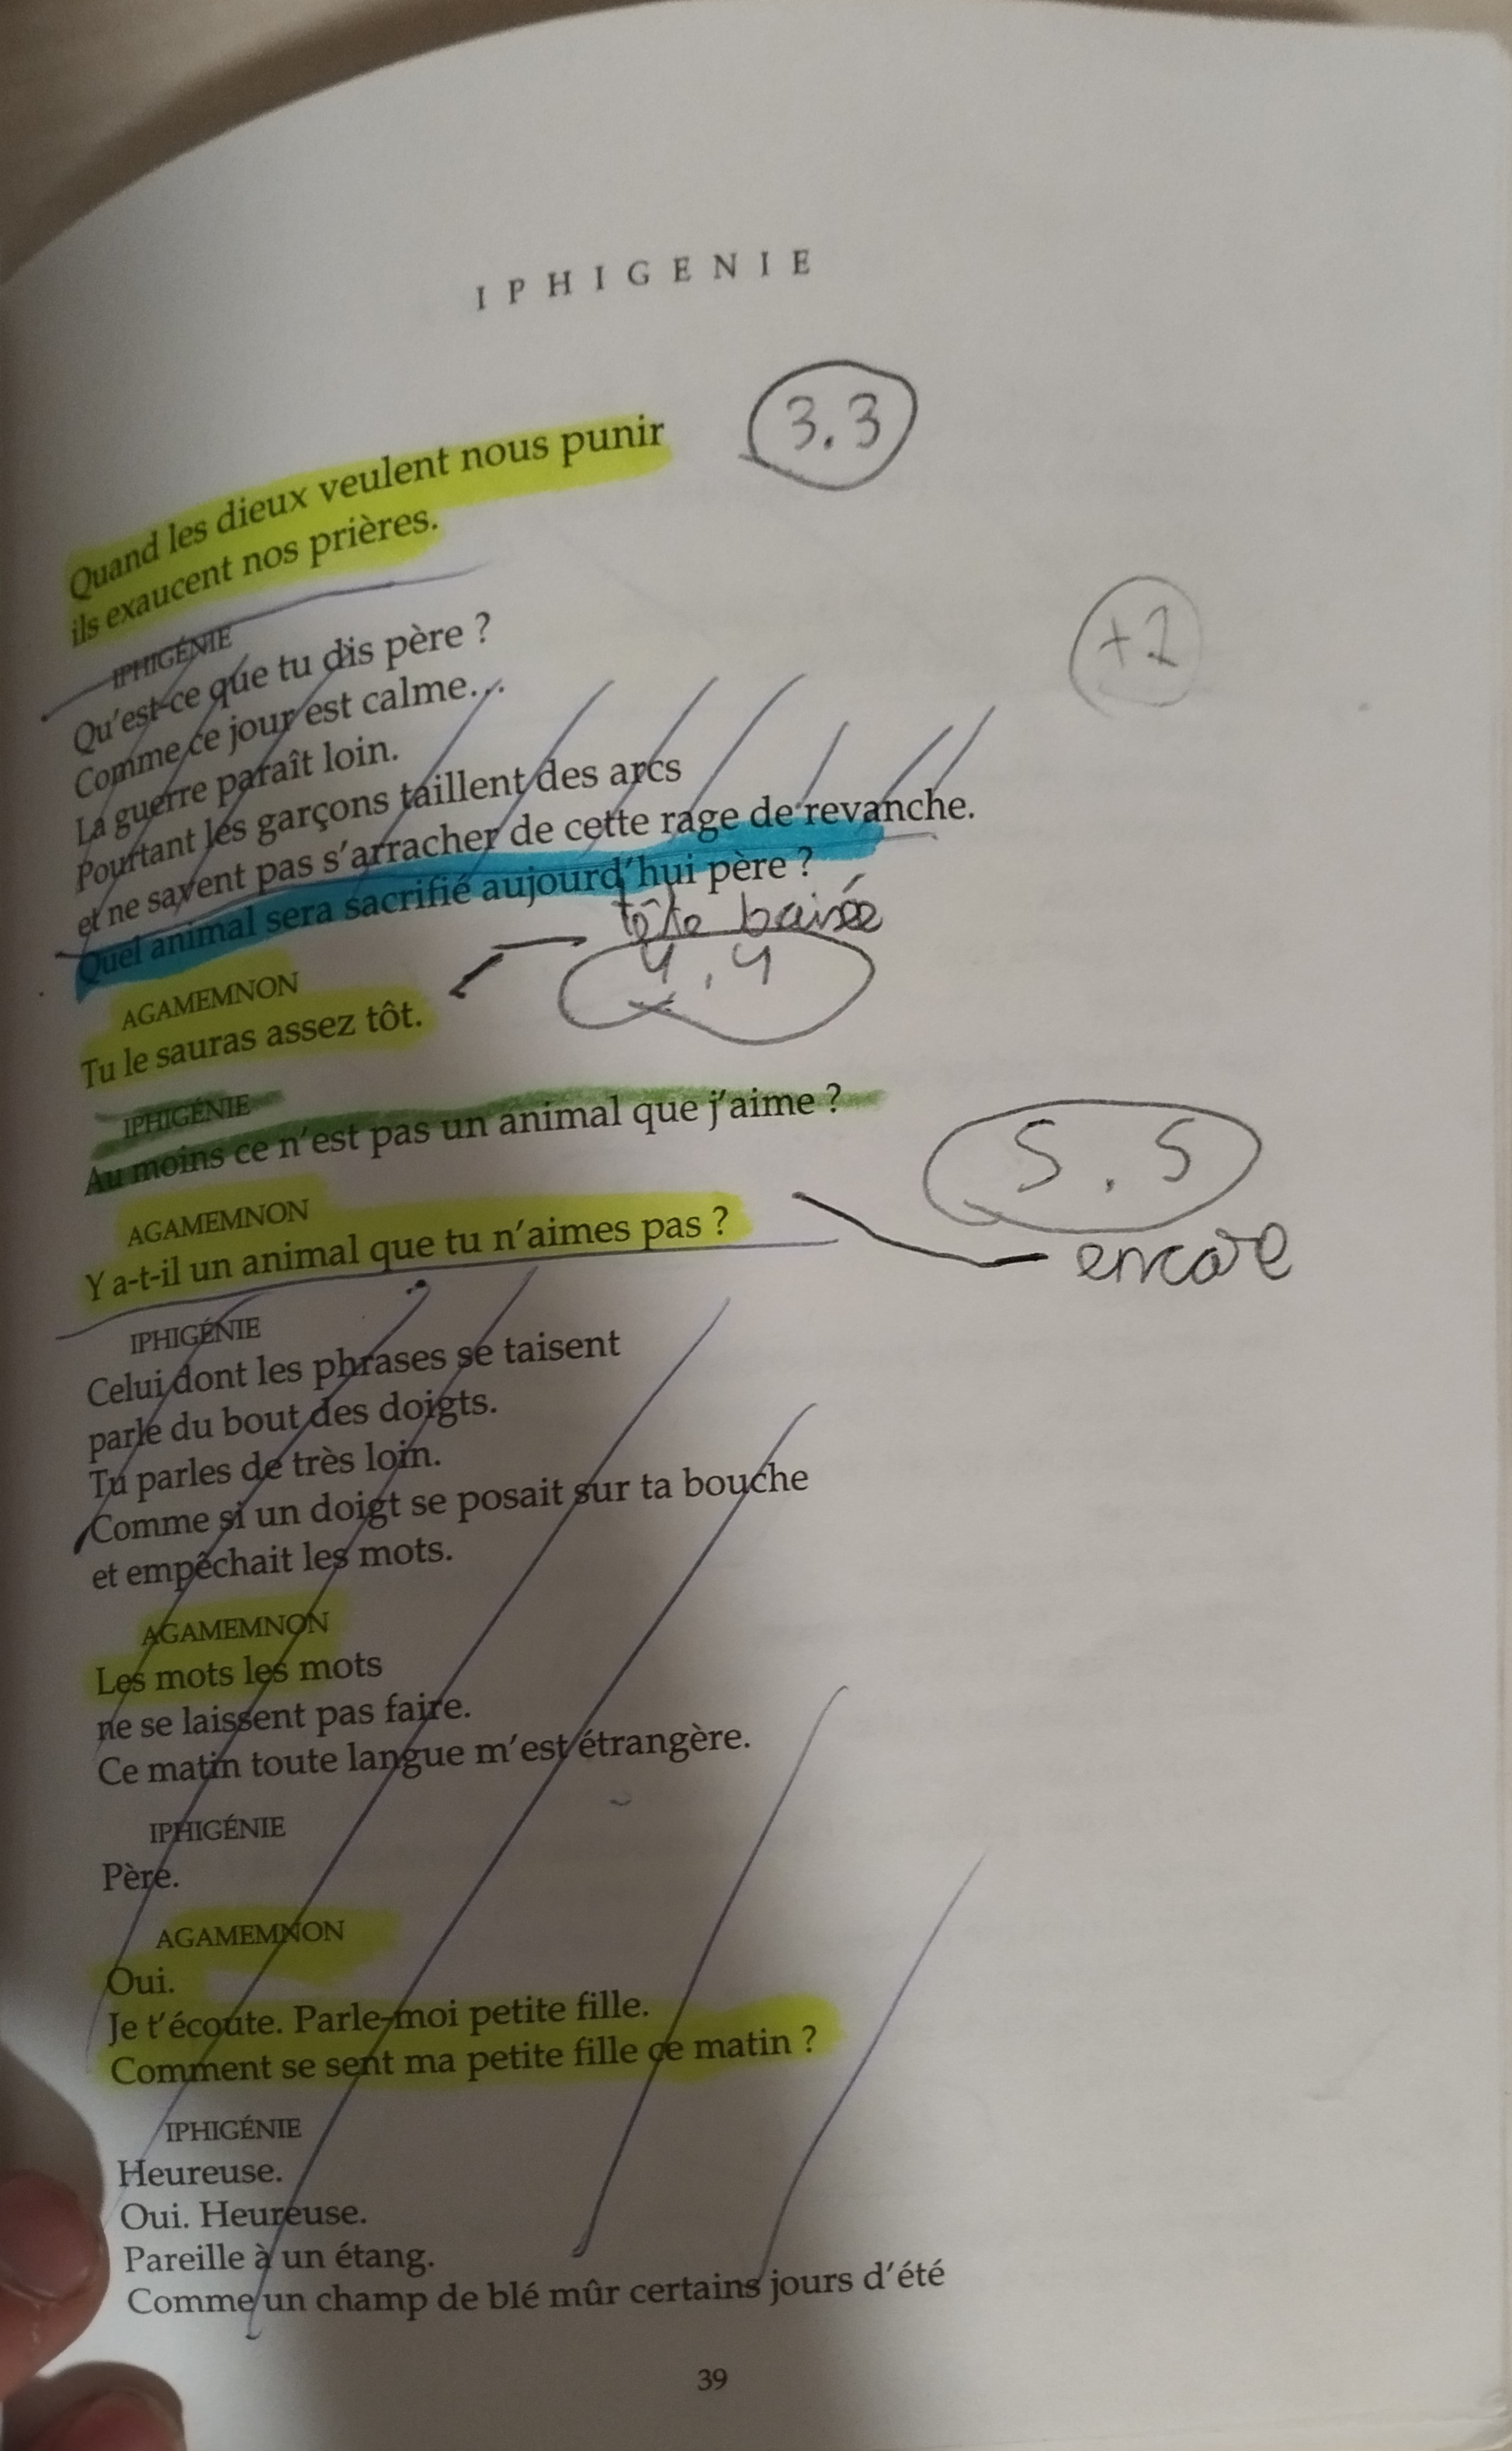 IPHIGENIE
3.3
Quand les dieux veulent nous punir
ils exaucent nos prières.
+2
IPHIGÉNIE
Qu'est-ce que tu dis père ?
Comme ce jour est calme...
La guerre paraît loin.
Pourtant les garçons taillent des arcs
et ne savent pas s'arracher de cette rage de revanche.
Quel animal sera sacrifié aujourd'hui père ?
tête baissée
4.4
AGAMEMNON
Tu le sauras assez tôt.
IPHIGÉNIE
Au moins ce n'est pas un animal que j'aime ?
5.5
AGAMEMNON
Y a-t-il un animal que tu n'aimes pas ?
encore
IPHIGÉNIE
Celui dont les phrases se taisent
parle du bout des doigts.
Tu parles de très loin.
Comme si un doigt se posait sur ta bouche
et empêchait les mots.
AGAMEMNON
Les mots les mots
ne se laissent pas faire.
Ce matin toute langue m'est étrangère.
IPHIGÉNIE
Père.
AGAMEMNON
Oui.
Je t'écoute. Parle-moi petite fille.
Comment se sent ma petite fille ce matin ?
IPHIGÉNIE
Heureuse.
Oui. Heureuse.
Pareille à un étang.
Comme un champ de blé mûr certains jours d'été
39